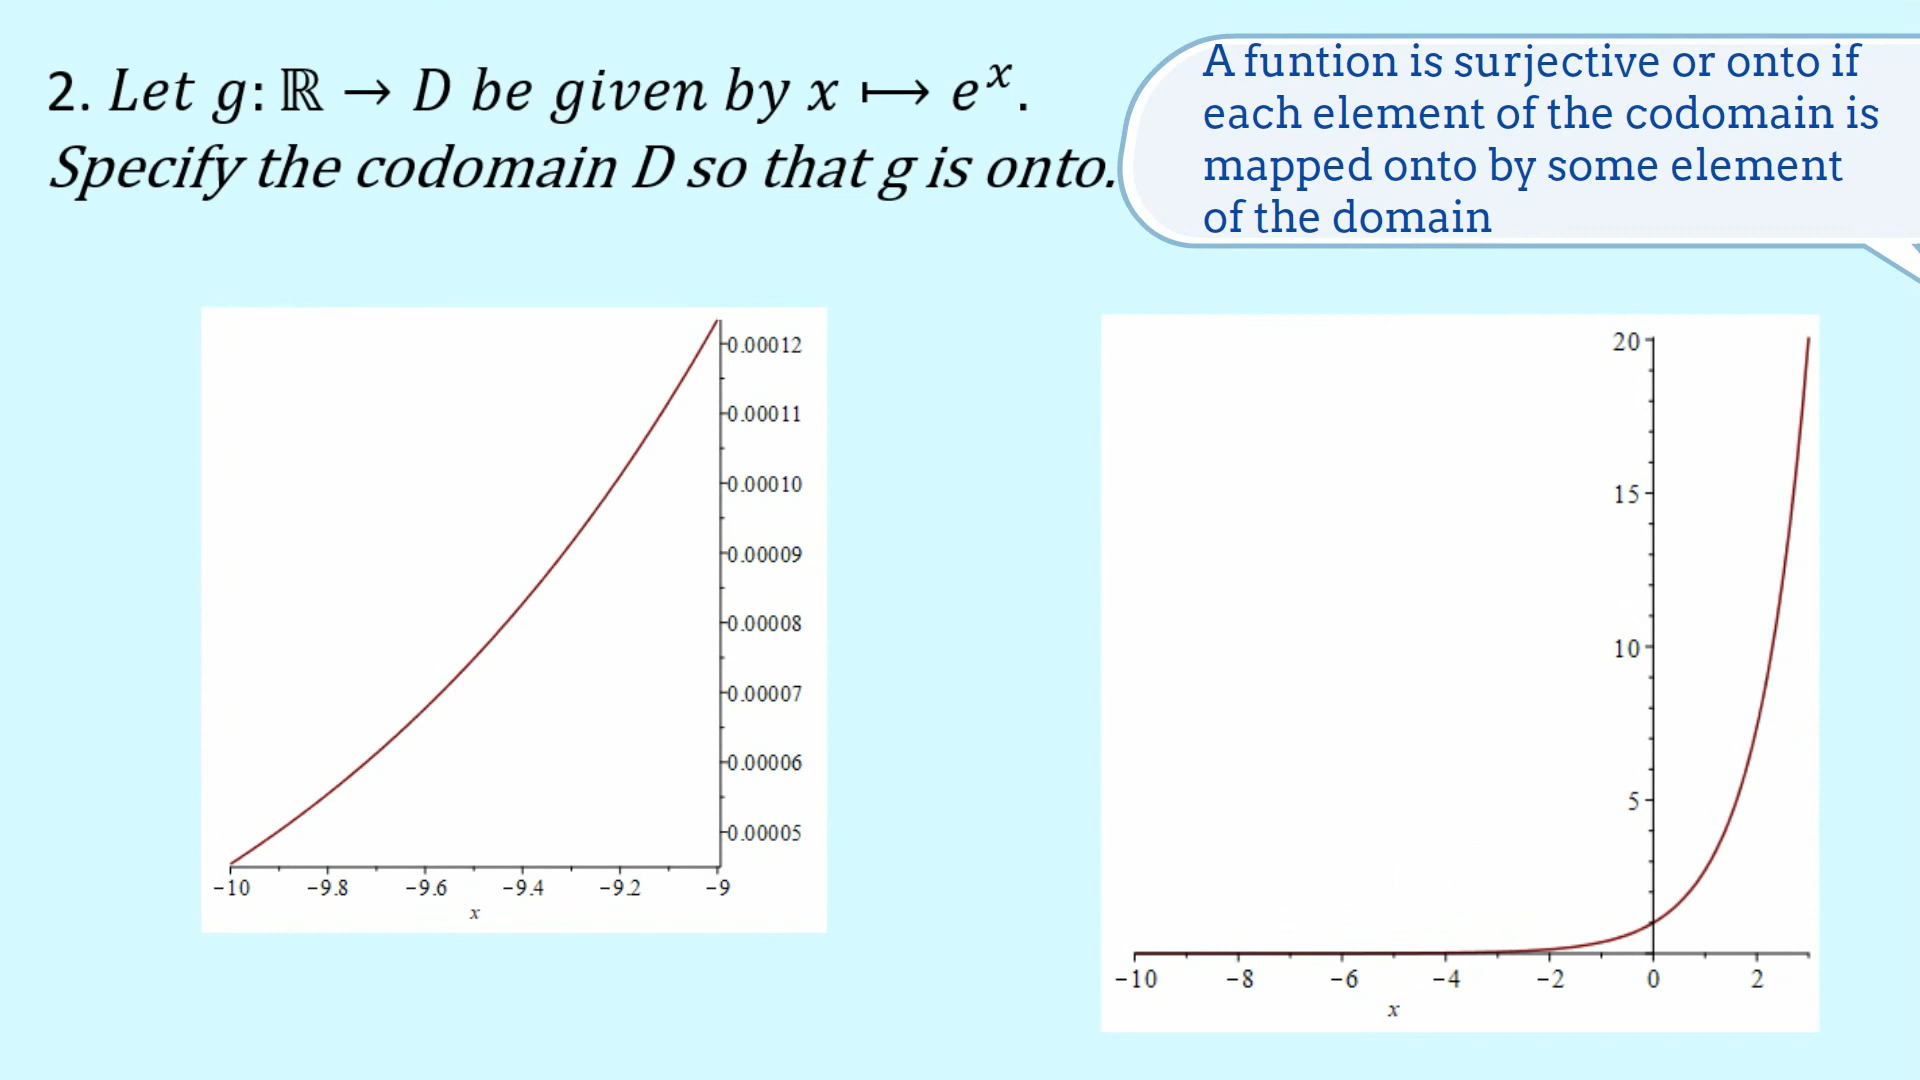 2. Let g: ℝ → D be given by x ⟼ eˣ.
Specify the codomain D so that g is onto.
A funtion is surjective or onto if
each element of the codomain is
mapped onto by some element
of the domain
0.00012
0.00011
0.00010
0.00009
0.00008
0.00007
0.00006
0.00005
−10 −9.8 −9.6 −9.4 −9.2 −9
x
20
15
10
5
−10 −8 −6 −4 −2 0 2
x